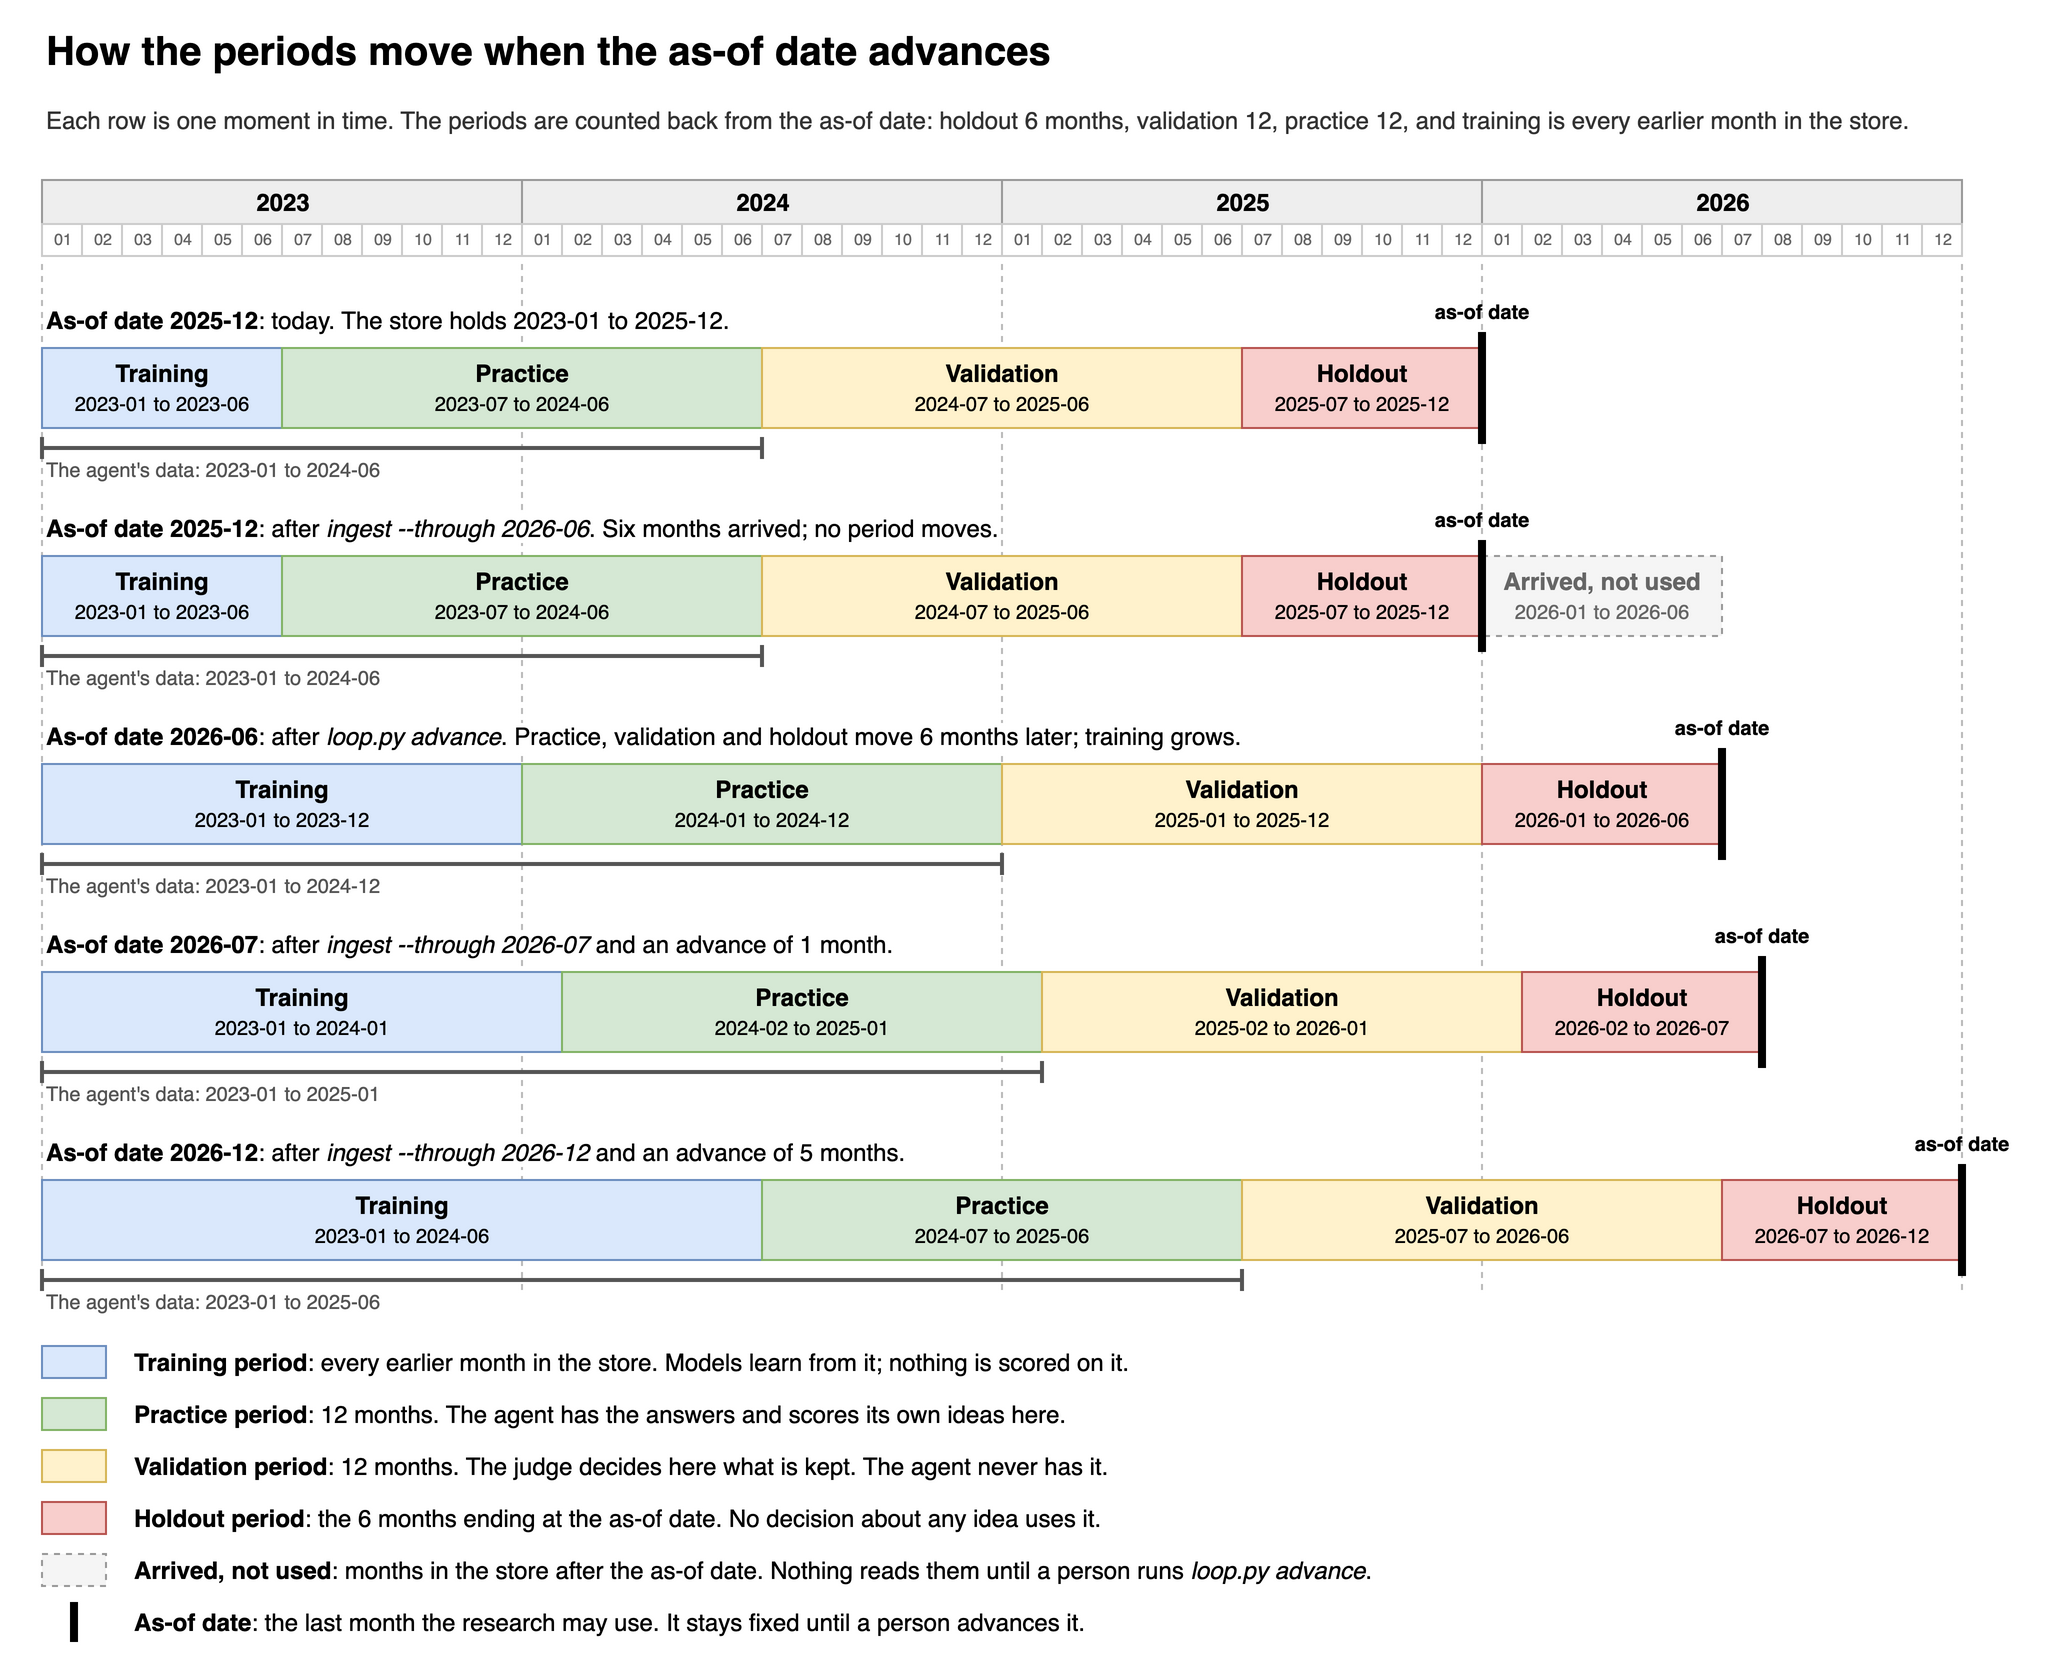 How the periods move when the as-of date advances
Each row is one moment in time. The periods are counted back from the as-of date: holdout 6 months, validation 12, practice 12, and training is every earlier month in the store.
2023 2024 2025 2026
01 02 03 04 05 06 07 08 09 10 11 12 01 02 03 04 05 06 07 08 09 10 11 12 01 02 03 04 05 06 07 08 09 10 11 12 01 02 03 04 05 06 07 08 09 10 11 12
as-of date
As-of date 2025-12: today. The store holds 2023-01 to 2025-12.
Training Practice Validation Holdout
2023-01 to 2023-06 2023-07 to 2024-06 2024-07 to 2025-06 2025-07 to 2025-12
The agent's data: 2023-01 to 2024-06
as-of date
As-of date 2025-12: after ingest --through 2026-06. Six months arrived; no period moves.
Training Practice Validation Holdout Arrived, not used
2023-01 to 2023-06 2023-07 to 2024-06 2024-07 to 2025-06 2025-07 to 2025-12 2026-01 to 2026-06
The agent's data: 2023-01 to 2024-06
as-of date
As-of date 2026-06: after loop.py advance. Practice, validation and holdout move 6 months later; training grows.
Training Practice Validation Holdout
2023-01 to 2023-12 2024-01 to 2024-12 2025-01 to 2025-12 2026-01 to 2026-06
The agent's data: 2023-01 to 2024-12
as-of date
As-of date 2026-07: after ingest --through 2026-07 and an advance of 1 month.
Training Practice Validation Holdout
2023-01 to 2024-01 2024-02 to 2025-01 2025-02 to 2026-01 2026-02 to 2026-07
The agent's data: 2023-01 to 2025-01
as-of date
As-of date 2026-12: after ingest --through 2026-12 and an advance of 5 months.
Training Practice Validation Holdout
2023-01 to 2024-06 2024-07 to 2025-06 2025-07 to 2026-06 2026-07 to 2026-12
The agent's data: 2023-01 to 2025-06
Training period: every earlier month in the store. Models learn from it; nothing is scored on it.
Practice period: 12 months. The agent has the answers and scores its own ideas here.
Validation period: 12 months. The judge decides here what is kept. The agent never has it.
Holdout period: the 6 months ending at the as-of date. No decision about any idea uses it.
Arrived, not used: months in the store after the as-of date. Nothing reads them until a person runs loop.py advance.
As-of date: the last month the research may use. It stays fixed until a person advances it.